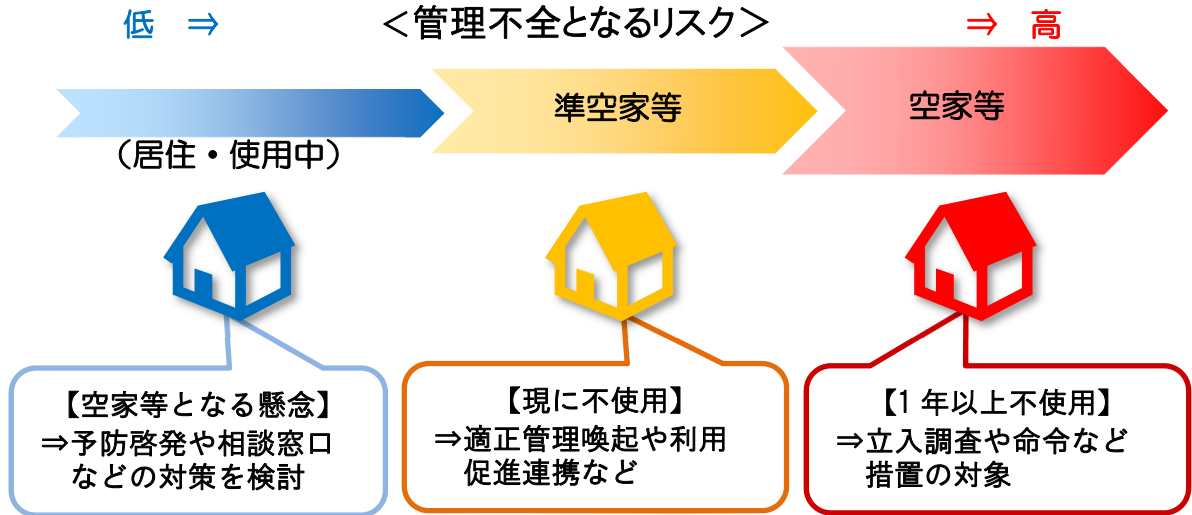 低 ⇒ ＜管理不全となるリスク＞ ⇒ 高
準空家等
空家等
（居住・使用中）
【空家等となる懸念】
⇒予防啓発や相談窓口
などの対策を検討
【現に不使用】
⇒適正管理喚起や利用
促進連携など
【1年以上不使用】
⇒立入調査や命令など
措置の対象